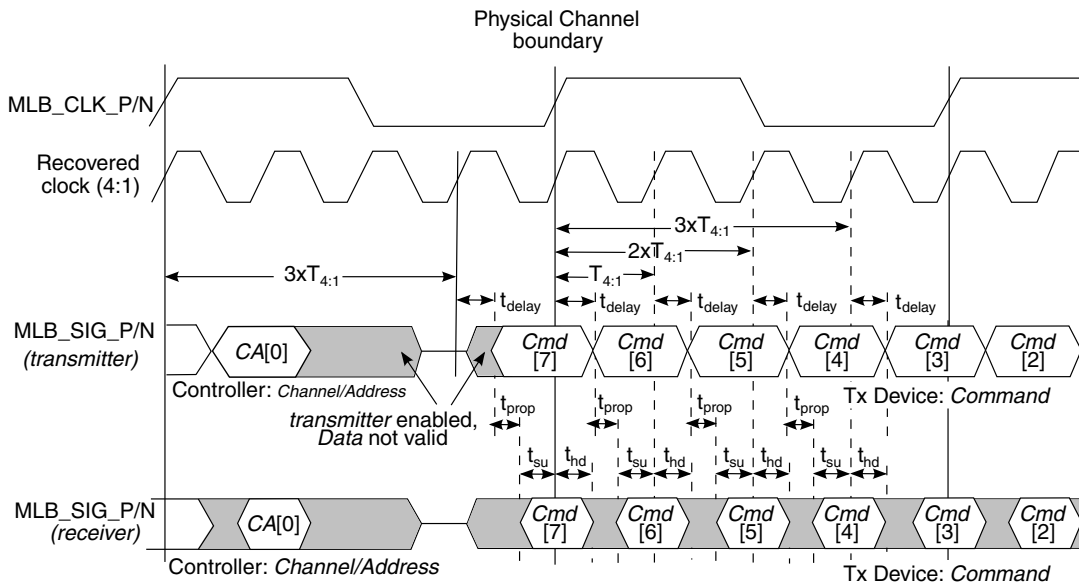 Physical Channel
boundary
MLB_CLK_P/N
Recovered
clock (4:1)
3xT4:1
2xT4:1
3xT4:1
T4:1
tdelay
tdelay
tdelay
tdelay
tdelay
MLB_SIG_P/N
(transmitter)
CA[0]
Cmd
[7]
Cmd
[6]
Cmd
[5]
Cmd
[4]
Cmd
[3]
Cmd
[2]
Controller: Channel/Address
Tx Device: Command
transmitter enabled,
Data not valid
tprop
tprop
tprop
tprop
tsu
thd
tsu
thd
tsu
thd
tsu
thd
MLB_SIG_P/N
(receiver)
CA[0]
Cmd
[7]
Cmd
[6]
Cmd
[5]
Cmd
[4]
Cmd
[3]
Cmd
[2]
Controller: Channel/Address
Tx Device: Command